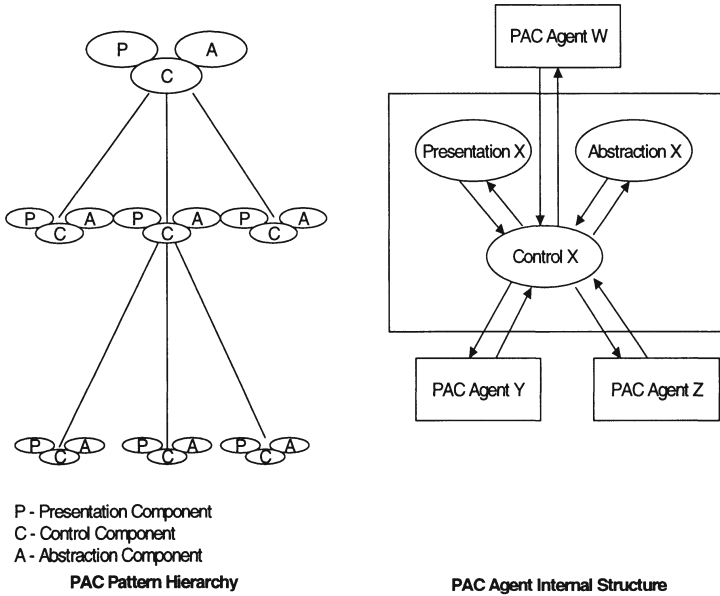 P
A
C
P
A
P
A
P
A
C
C
C
P
A
P
A
P
A
C
C
C
P - Presentation Component
C - Control Component
A - Abstraction Component
PAC Pattern Hierarchy
PAC Agent W
Presentation X
Abstraction X
Control X
PAC Agent Y
PAC Agent Z
PAC Agent Internal Structure